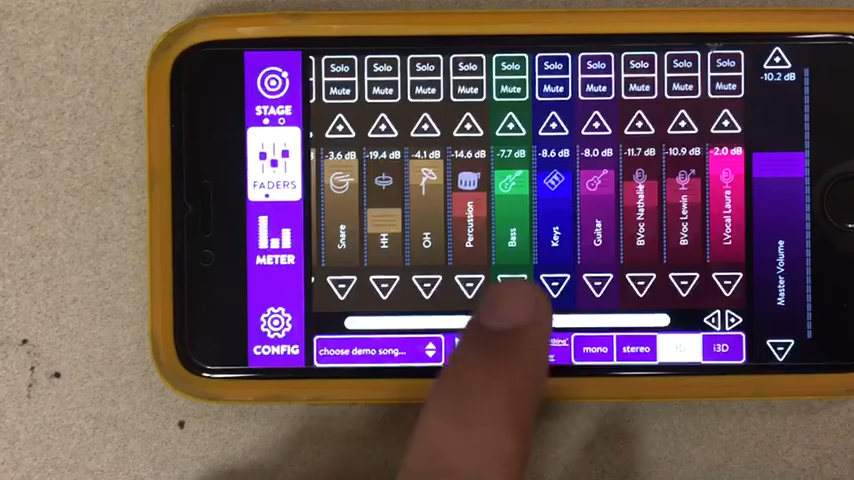 Solo Solo Solo Solo Solo Solo Solo Solo Solo Solo
Mute Mute Mute Mute Mute Mute Mute Mute Mute Mute
-10.2 dB
STAGE
-3.6 dB -19.4 dB -4.1 dB -14.6 dB -7.7 dB -8.6 dB -8.0 dB -11.7 dB -10.9 dB -2.0 dB
FADERS
Snare
HH
OH
Percussion
Bass
Keys
Guitar
BVoc Nathalie
BVoc Lewin
LVocal Laura
Master Volume
METER
CONFIG
choose demo song...
mono stereo 3D i3D